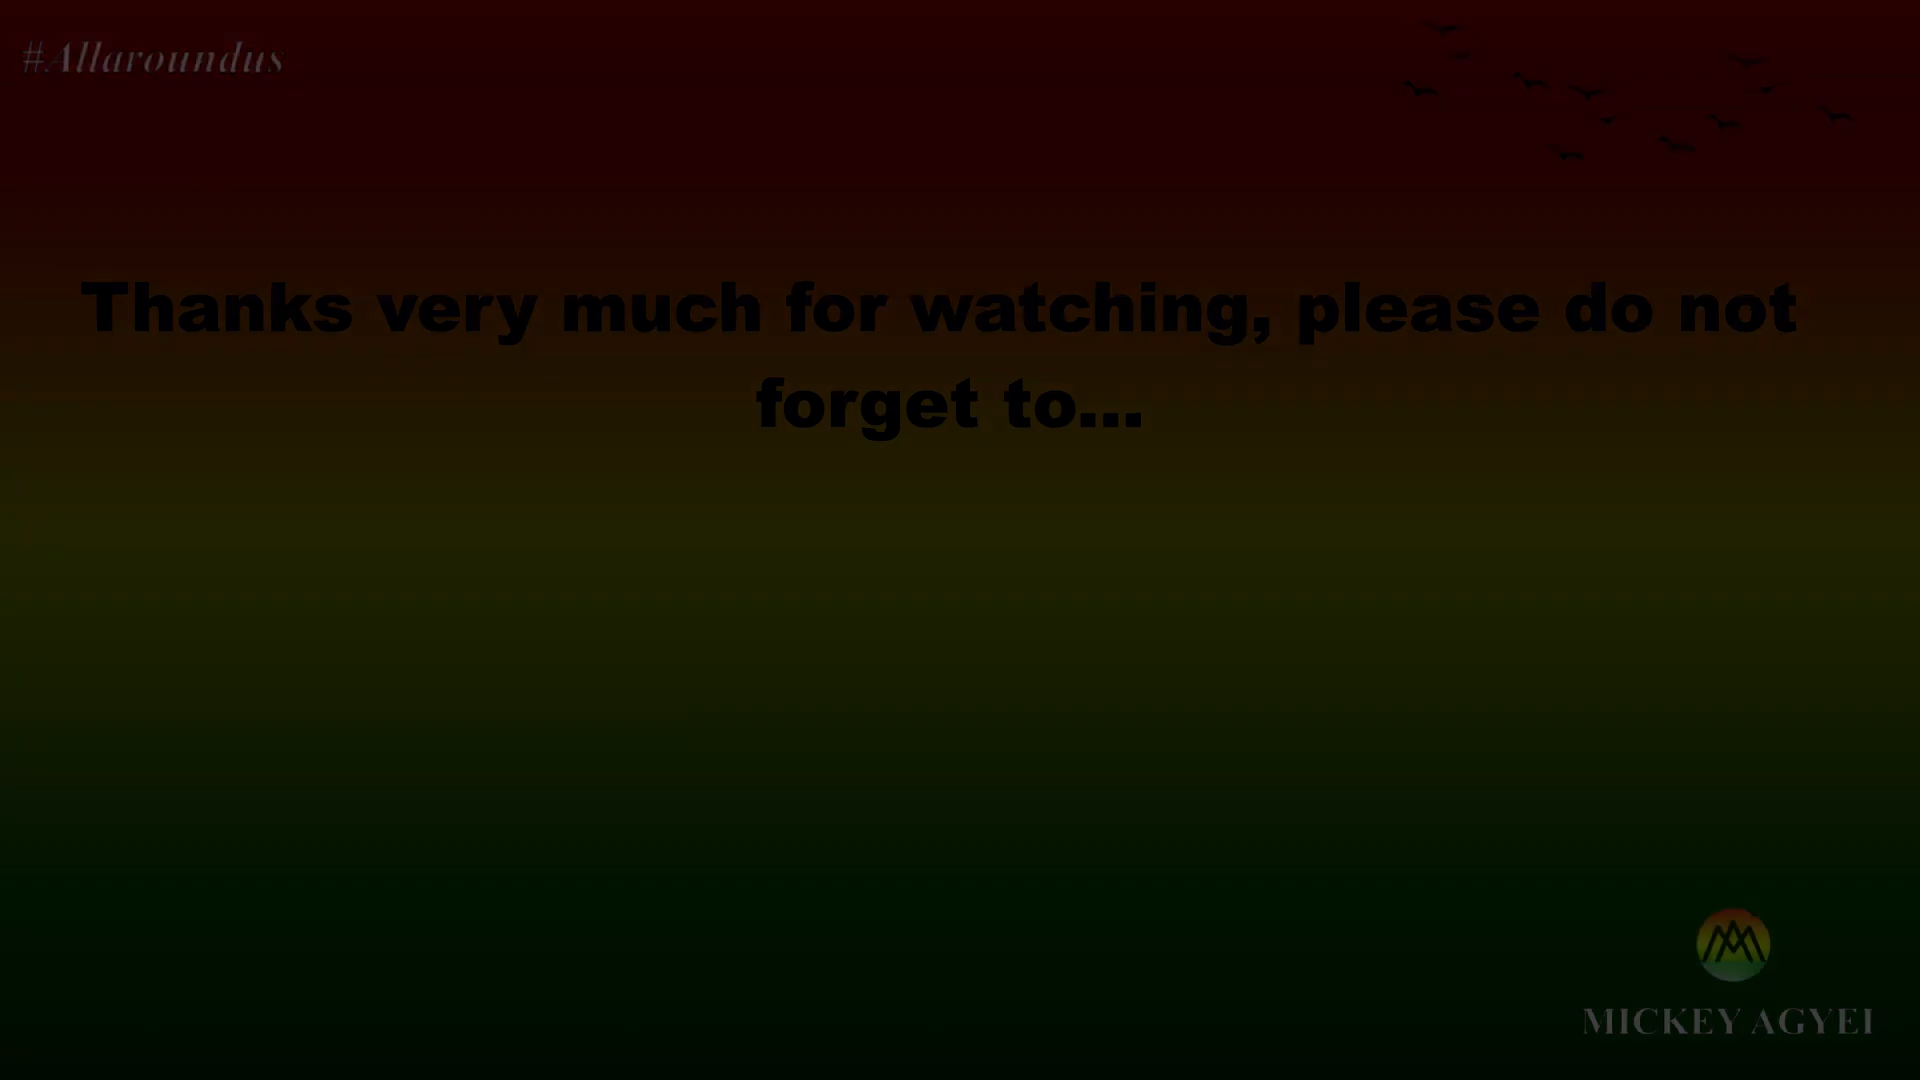 #Allaroundus
Thanks very much for watching, please do not
forget to...
MICKEY AGYEI